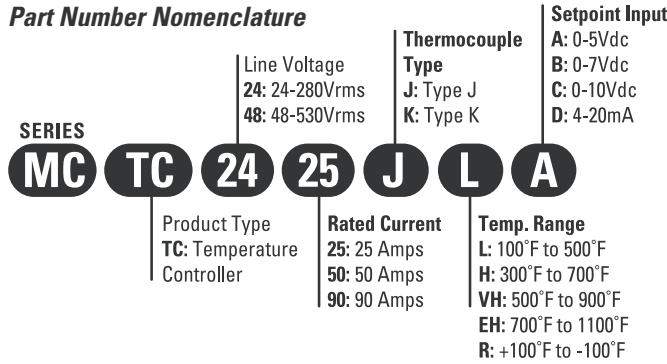 Part Number Nomenclature
Setpoint Input
A: 0-5Vdc
B: 0-7Vdc
C: 0-10Vdc
D: 4-20mA
Thermocouple
Type
J: Type J
K: Type K
Line Voltage
24: 24-280Vrms
48: 48-530Vrms
SERIES
MC TC 24 25 J L A
Product Type
TC: Temperature
Controller
Rated Current
25: 25 Amps
50: 50 Amps
90: 90 Amps
Temp. Range
L: 100°F to 500°F
H: 300°F to 700°F
VH: 500°F to 900°F
EH: 700°F to 1100°F
R: +100°F to -100°F